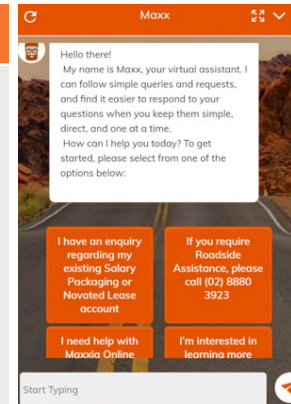 Maxx
Hello there!
My name is Maxx, your virtual assistant. I
can follow simple queries and requests,
and find it easier to respond to your
questions when you keep them simple,
direct, and one at a time.
How can I help you today? To get
started, please select from one of the
options below:
I have an enquiry
regarding my
existing Salary
Packaging or
Novated Lease
account
If you require
Roadside
Assistance, please
call (02) 8880
3923
I need help with
Maxxia Online
I'm interested in
learning more
Start Typing